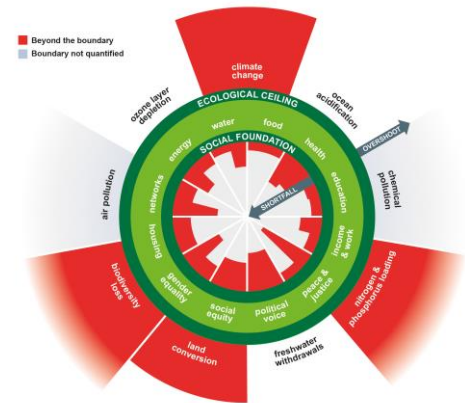 Beyond the boundary
Boundary not quantified
climate
change
ozone layer
depletion
ocean
acidification
ECOLOGICAL CEILING
OVERSHOOT
water
food
energy
health
SOCIAL FOUNDATION
SHORTFALL
air pollution
networks
education
chemical
pollution
housing
income
& work
gender
equality
peace &
justice
social
equity
political
voice
biodiversity
loss
nitrogen &
phosphorus loading
land
conversion
freshwater
withdrawals